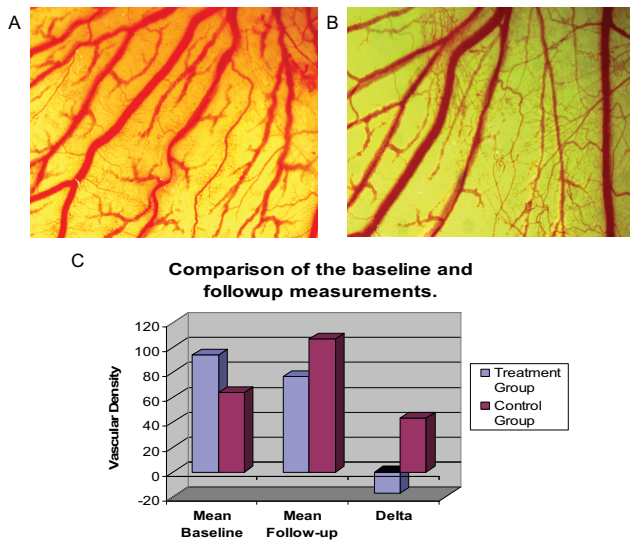 A
B
C
Comparison of the baseline and
followup measurements.
120
100
80
60
40
20
0
-20
Vascular Density
Mean
Baseline
Mean
Follow-up
Delta
Treatment
Group
Control
Group